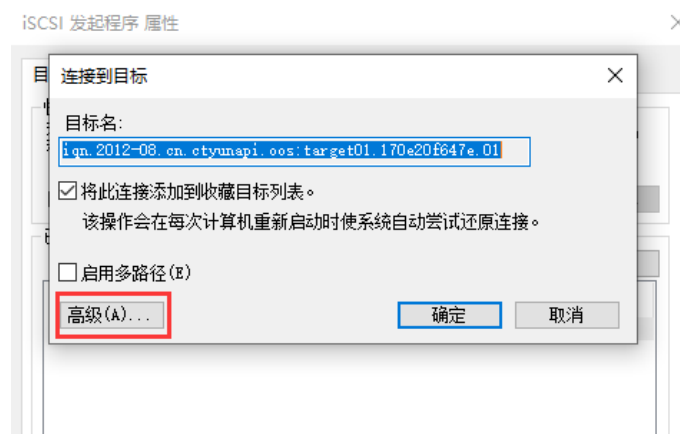 iSCSI 发起程序 属性
连接到目标
目标名:
iqn.2012-08.cn.ctyunapi.oos:target01.170e20f647e.01
将此连接添加到收藏目标列表。
该操作会在每次计算机重新启动时使系统自动尝试还原连接。
启用多路径(E)
高级(A)...
确定
取消